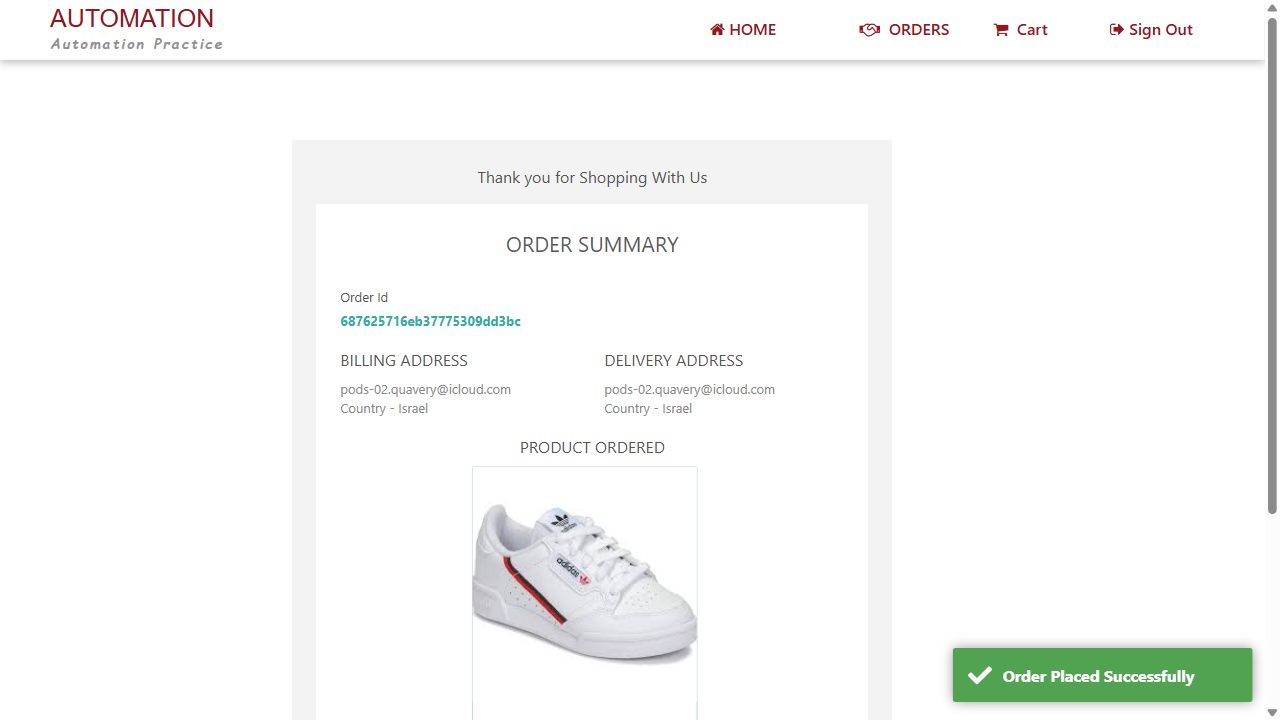 AUTOMATION
Automation Practice
HOME
ORDERS
Cart
Sign Out
Thank you for Shopping With Us
ORDER SUMMARY
Order Id
687625716eb37775309dd3bc
BILLING ADDRESS
pods-02.quavery@icloud.com
Country - Israel
DELIVERY ADDRESS
pods-02.quavery@icloud.com
Country - Israel
PRODUCT ORDERED
adidas
Order Placed Successfully